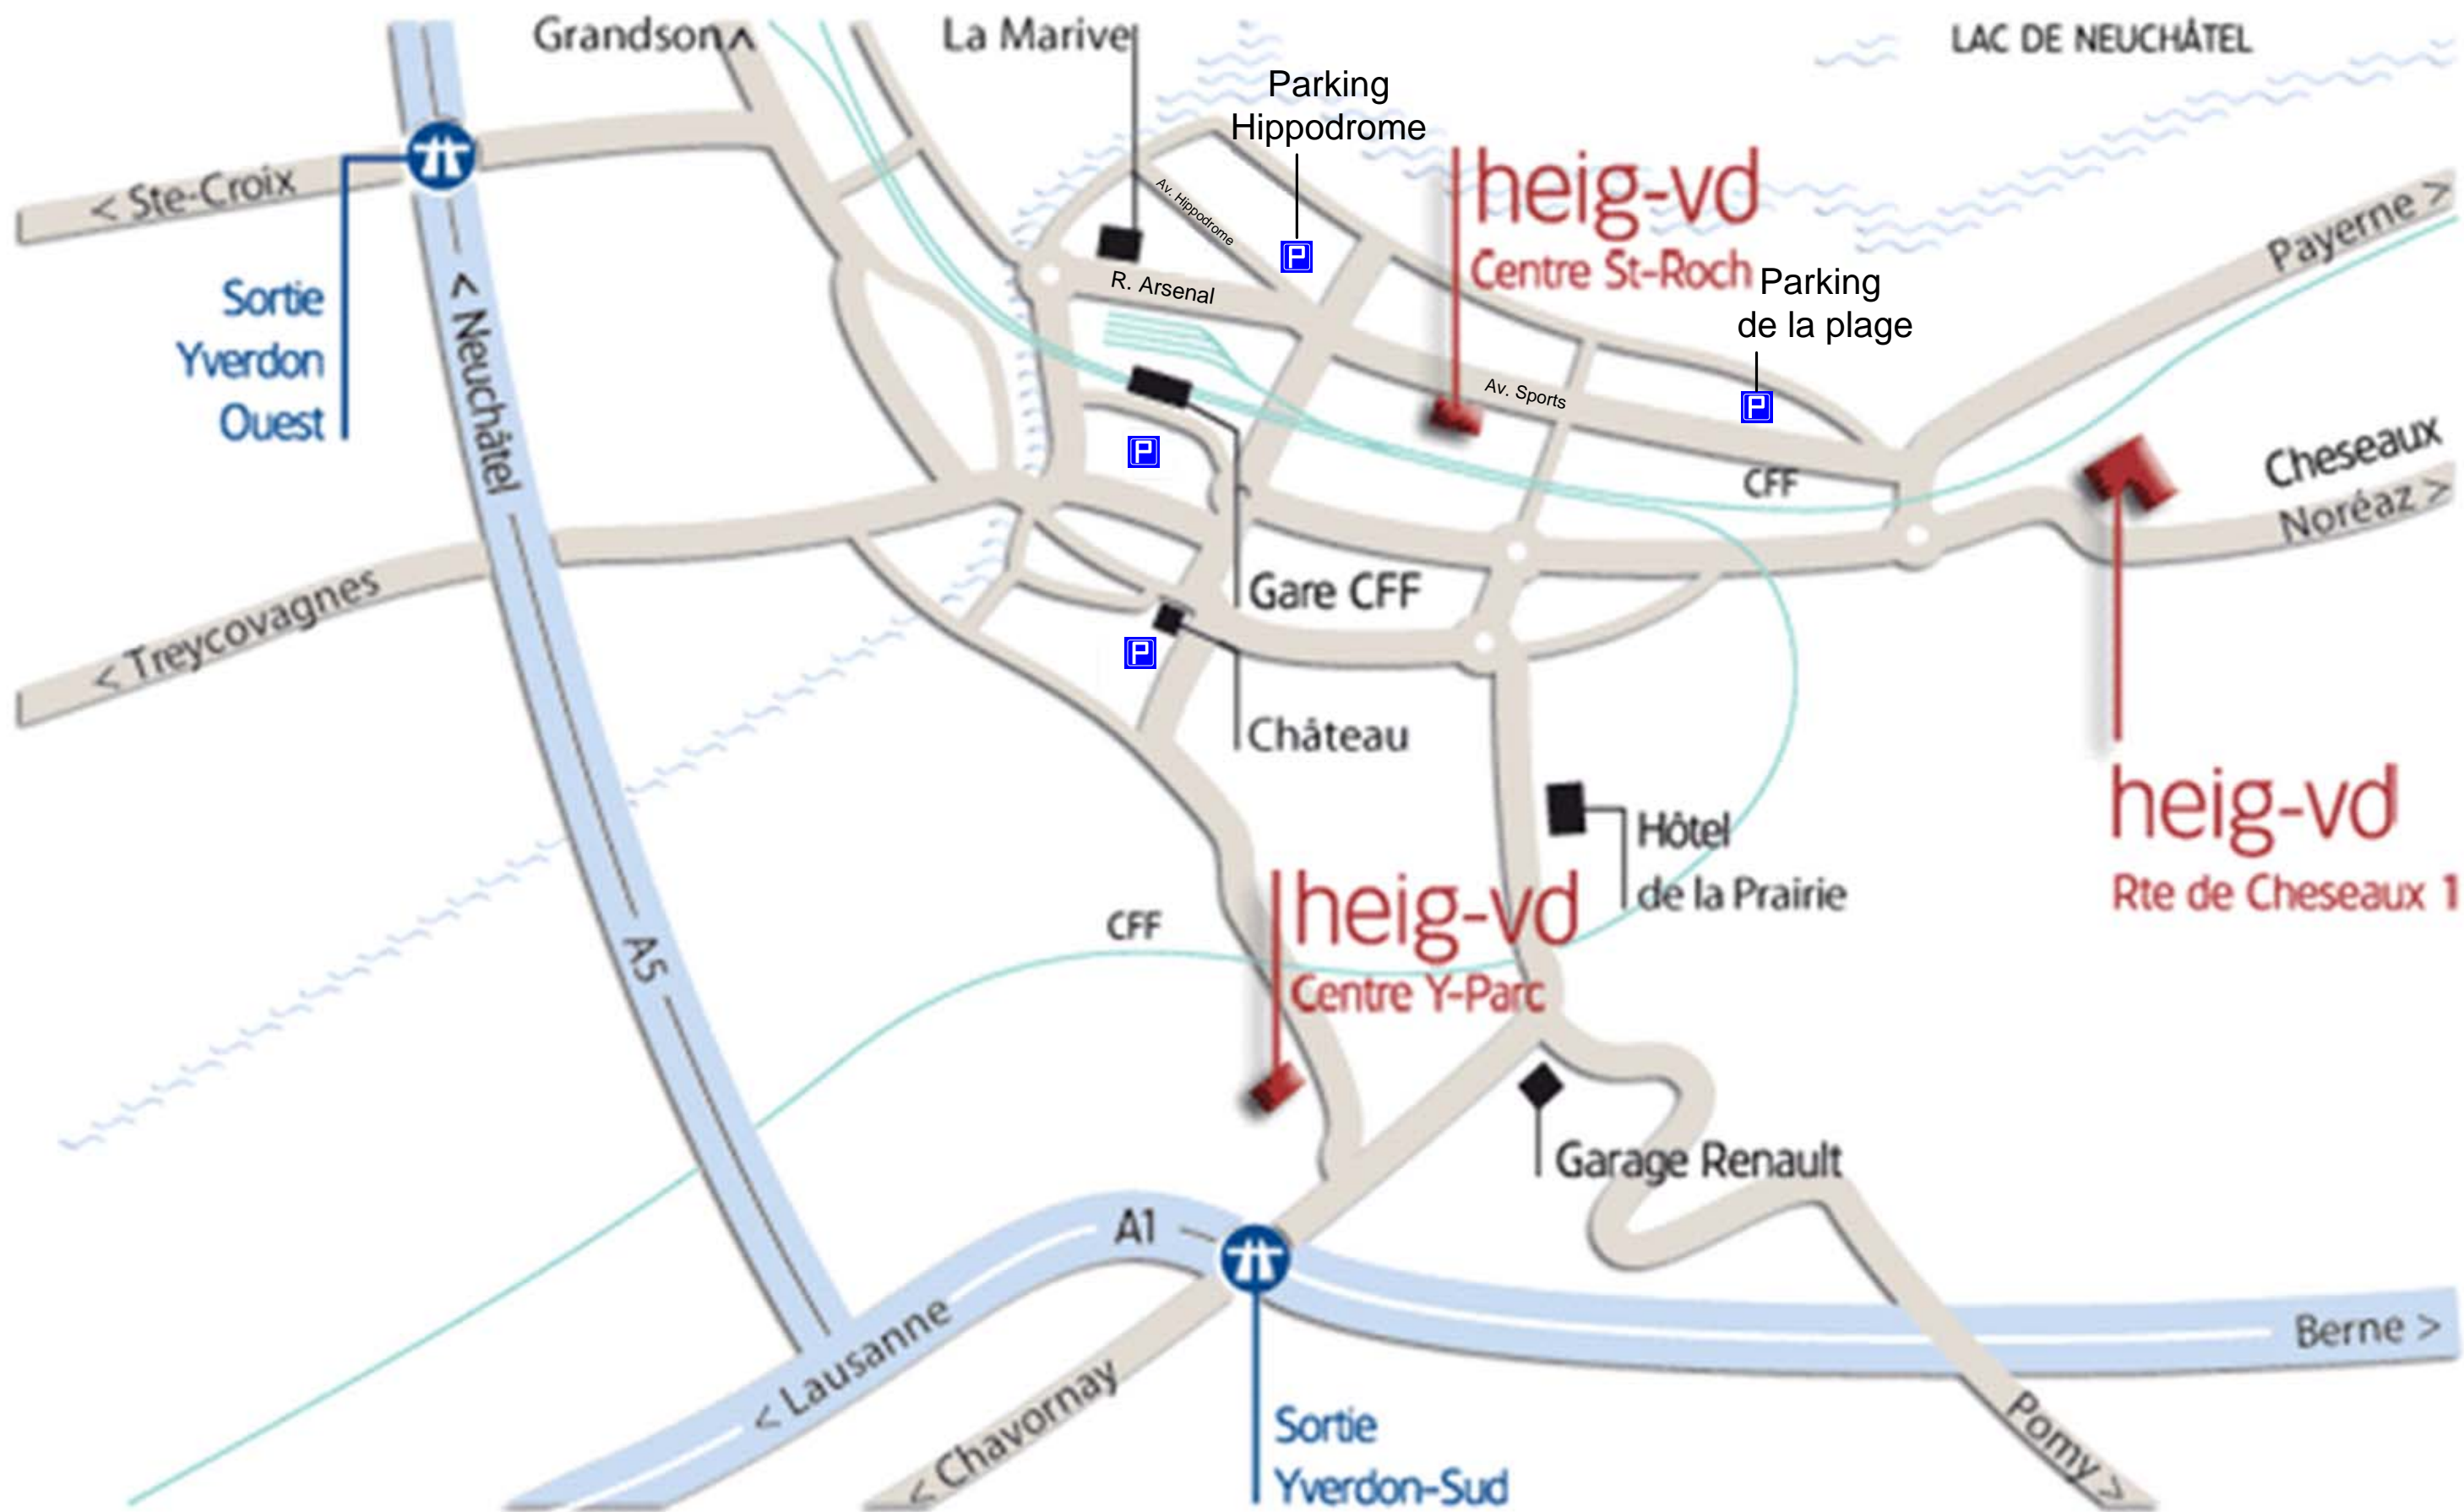 Grandson >
La Marive
LAC DE NEUCHÂTEL
Parking
Hippodrome
Av. Hippodrome
heig-vd
Centre St-Roch
< Ste-Croix
Payerne >
Sortie
Yverdon
Ouest
< Neuchâtel
R. Arsenal
Parking
de la plage
P
P
Av. Sports
P
CFF
Cheseaux
Noréaz >
< Treycovagnes
Gare CFF
P
Château
heig-vd
Rte de Cheseaux 1
Hôtel
de la Prairie
CFF
heig-vd
Centre Y-Parc
A5
Garage Renault
A1
< Lausanne
Berne >
< Chavornay
Pomy >
Sortie
Yverdon-Sud